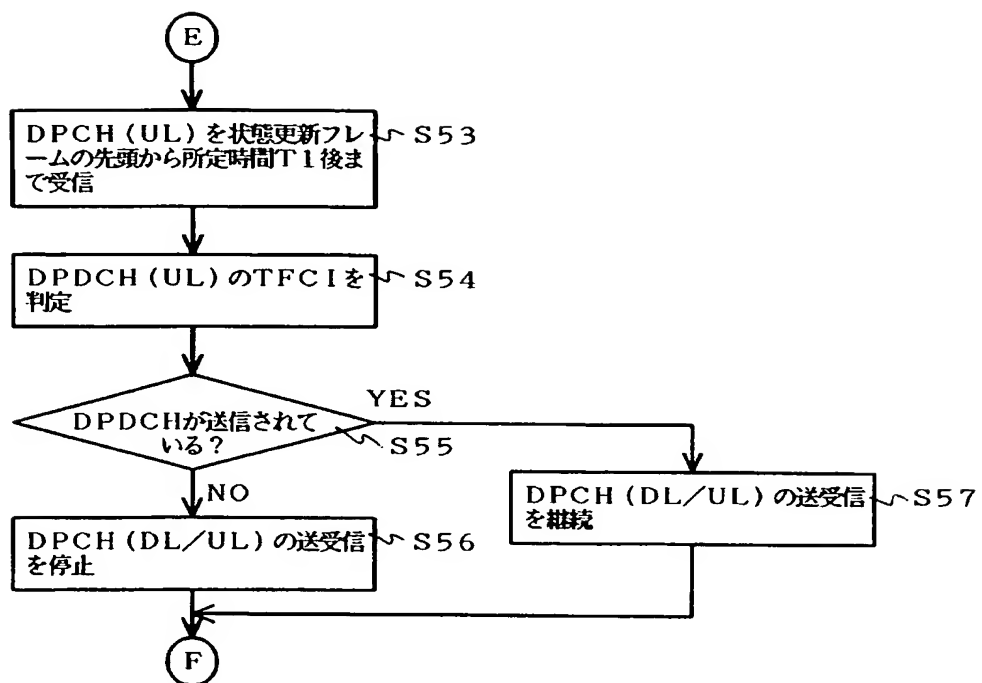 E
DPCH(UL)を状態更新フレ
ームの先頭から所定時間T1後ま
で受信
S53
DPDCH(UL)のTFCIを
判定
S54
DPDCHが送信されて
いる?
S55
YES
NO
DPCH(DL/UL)の送受信
を停止
S56
DPCH(DL/UL)の送受信
を継続
S57
F